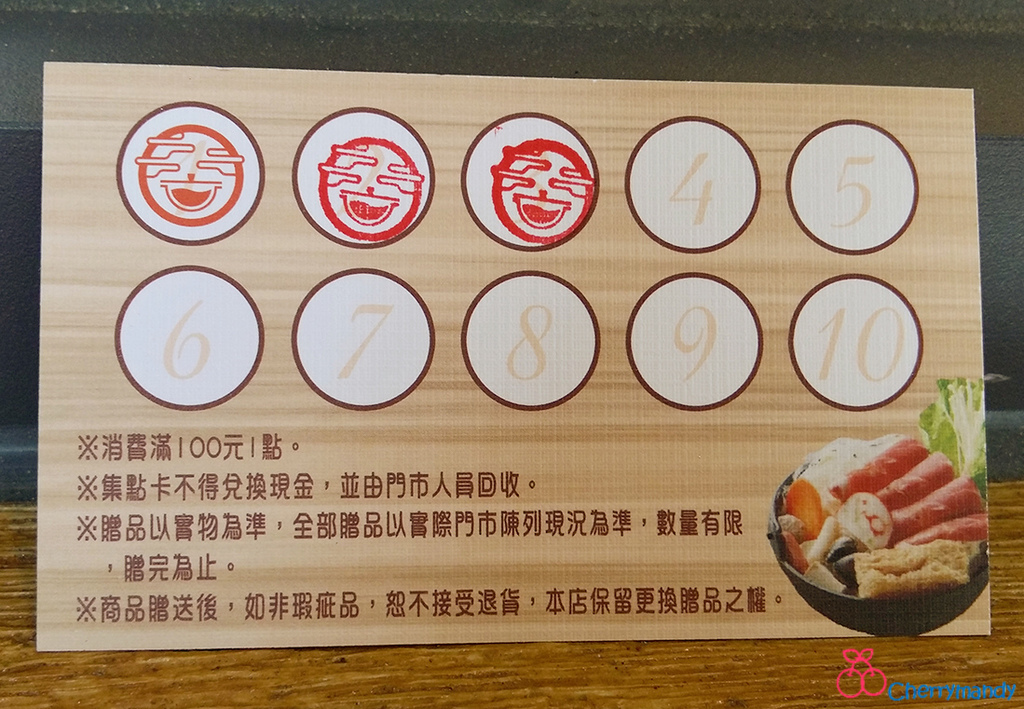 4 5
6 7 8 9 10
※消費滿100元1點。
※集點卡不得兌換現金，並由門市人員回收。
※贈品以實物為準，全部贈品以實際門市陳列現況為準，數量有限
，贈完為止。
※商品贈送後，如非瑕疵品，恕不接受退貨，本店保留更換贈品之權。
Cherrymandy